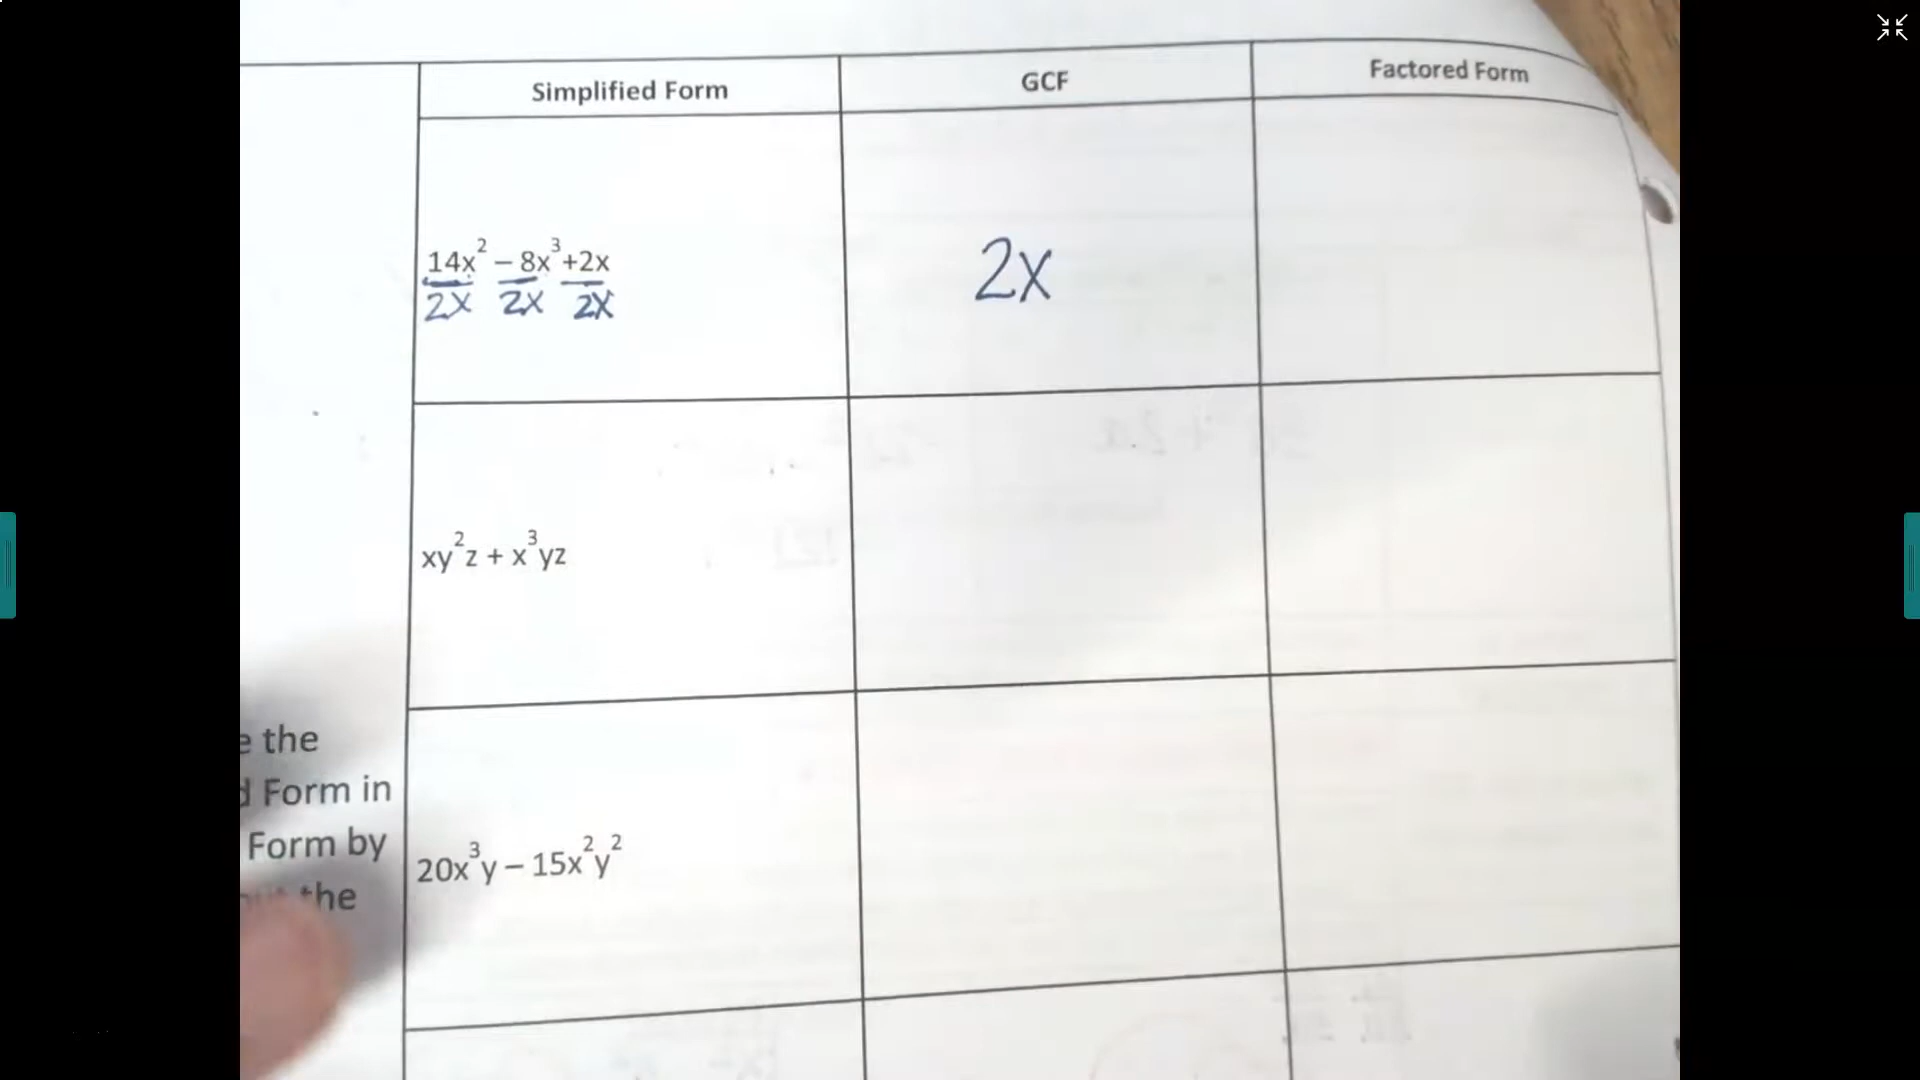 Simplified Form
GCF
Factored Form
14x² – 8x³+2x
2x 2x 2x
2x
xy²z + x³yz
the
Form in
Form by
the
20x³y – 15x²y²